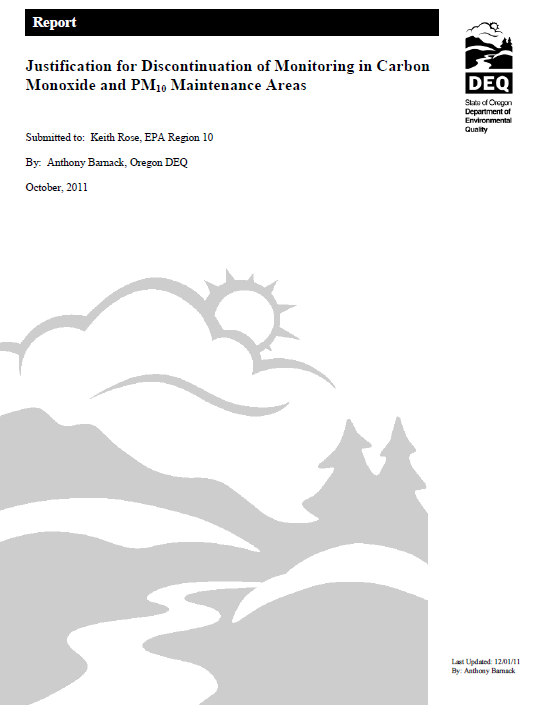 Report
Justification for Discontinuation of Monitoring in Carbon
Monoxide and PM10 Maintenance Areas
Submitted to: Keith Rose, EPA Region 10
By: Anthony Barnack, Oregon DEQ
October, 2011
DEQ
State of Oregon
Department of
Environmental
Quality
Last Updated: 12/01/11
By: Anthony Barnack